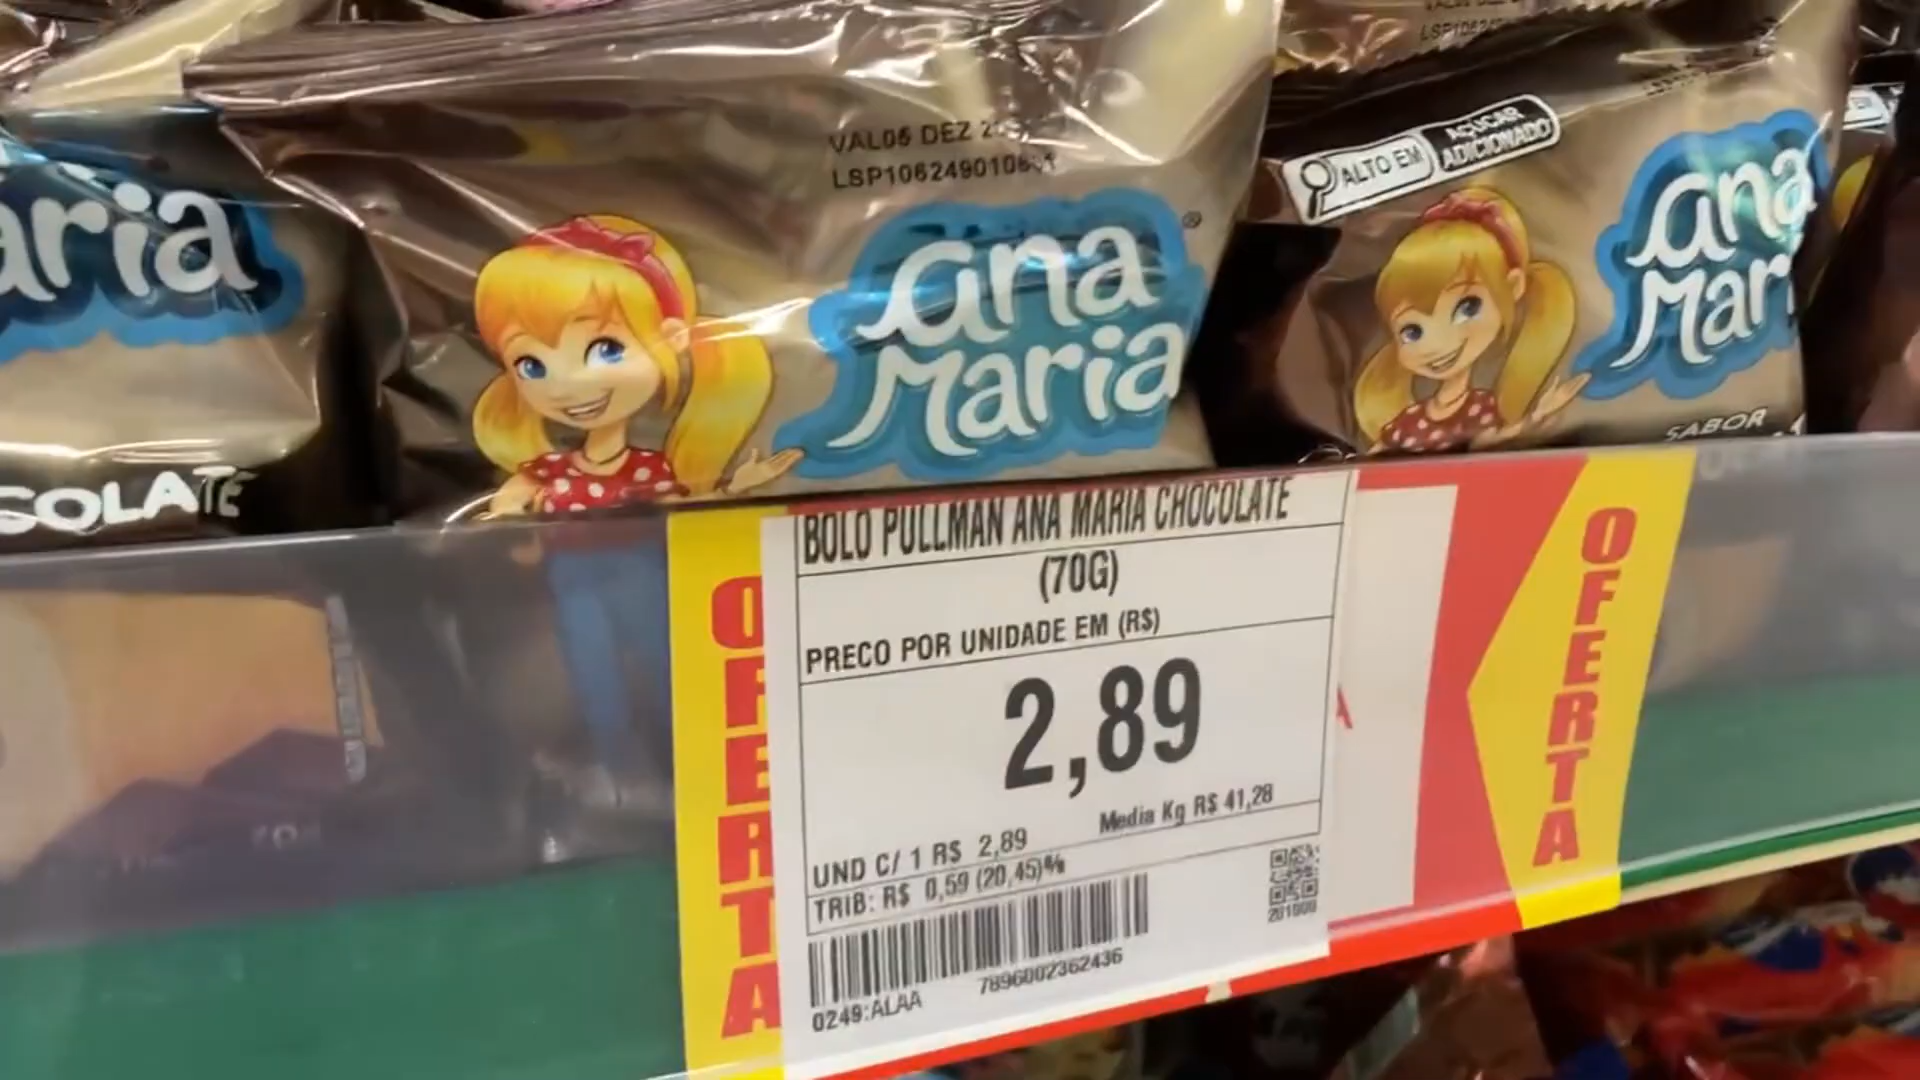 VAL05 DEZ
ana
Maria
®
aria
COLATE
ALTO EM
AÇÚCAR
ADICIONADO
ana
Mar
SABOR
BOLO PULLMAN ANA MARIA CHOCOLATE
(70G)
PRECO POR UNIDADE EM (R$)
2,89
Media Kg R$ 41,28
UND C/ 1 R$ 2,89
TRIB: R$ 0,59 (20,45)%
7896002362436
0249:ALAA
201000
OFERTA
OFERTA